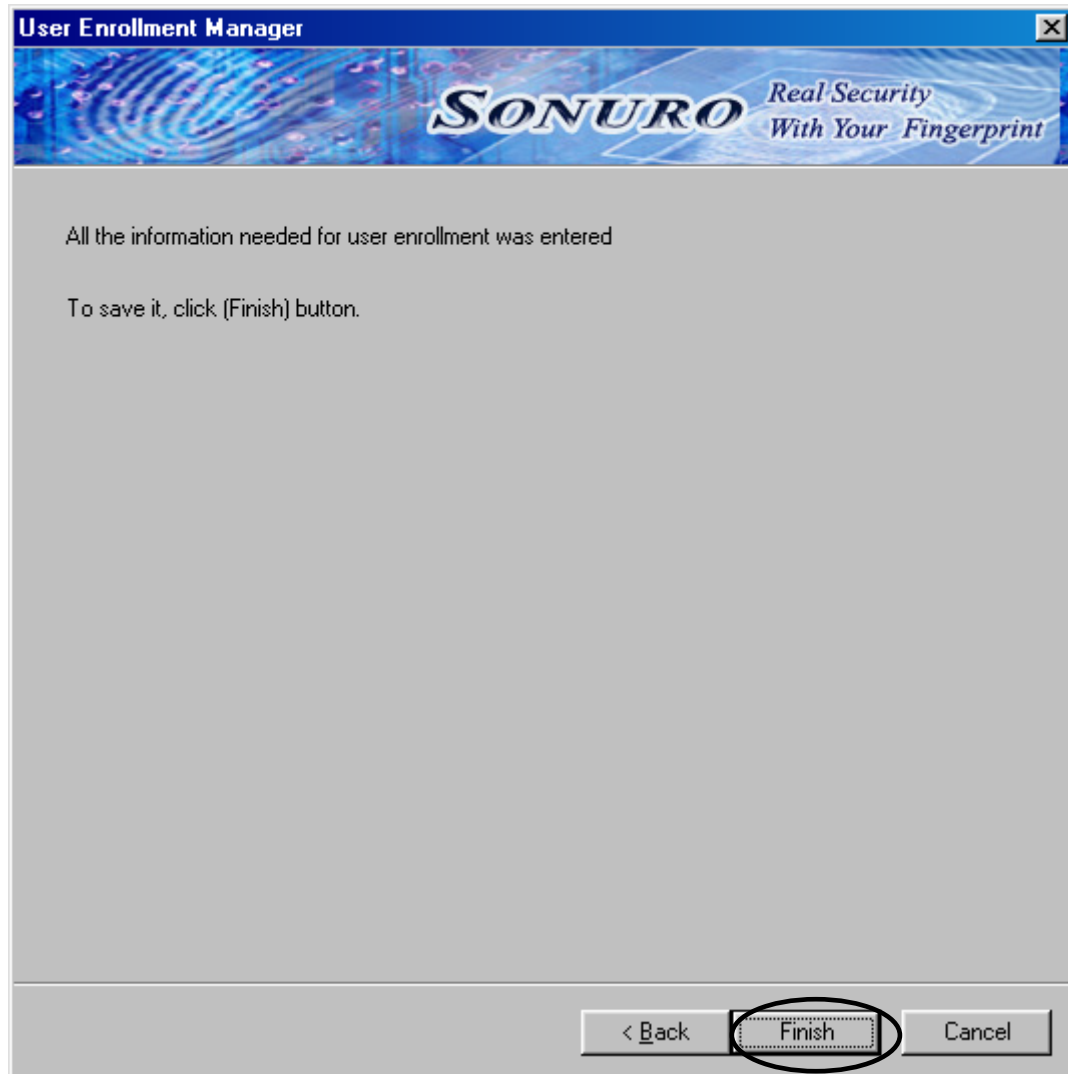 User Enrollment Manager
SONURO
Real Security
With Your Fingerprint
All the information needed for user enrollment was entered
To save it, click (Finish) button.
< Back
Finish
Cancel